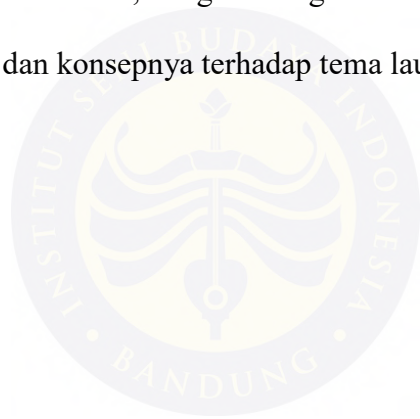 dan konsepnya terhadap tema lau
INSTITUT SENI BUDAYA INDONESIA
BANDUNG